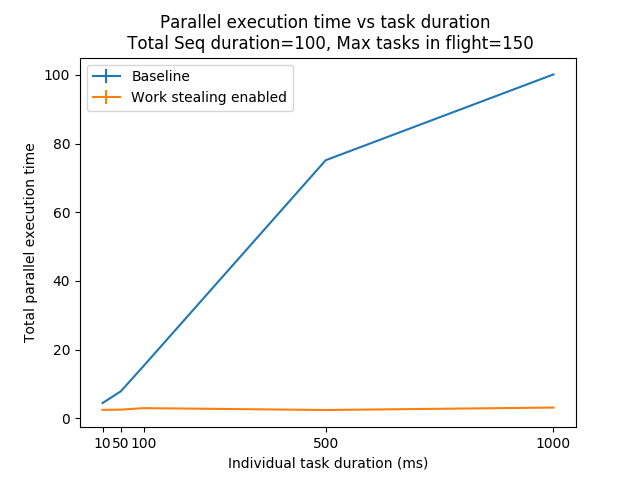 Parallel execution time vs task duration
Total Seq duration=100, Max tasks in flight=150
Baseline
Work stealing enabled
100
80
60
40
20
0
Total parallel execution time
10 50 100 500 1000
Individual task duration (ms)